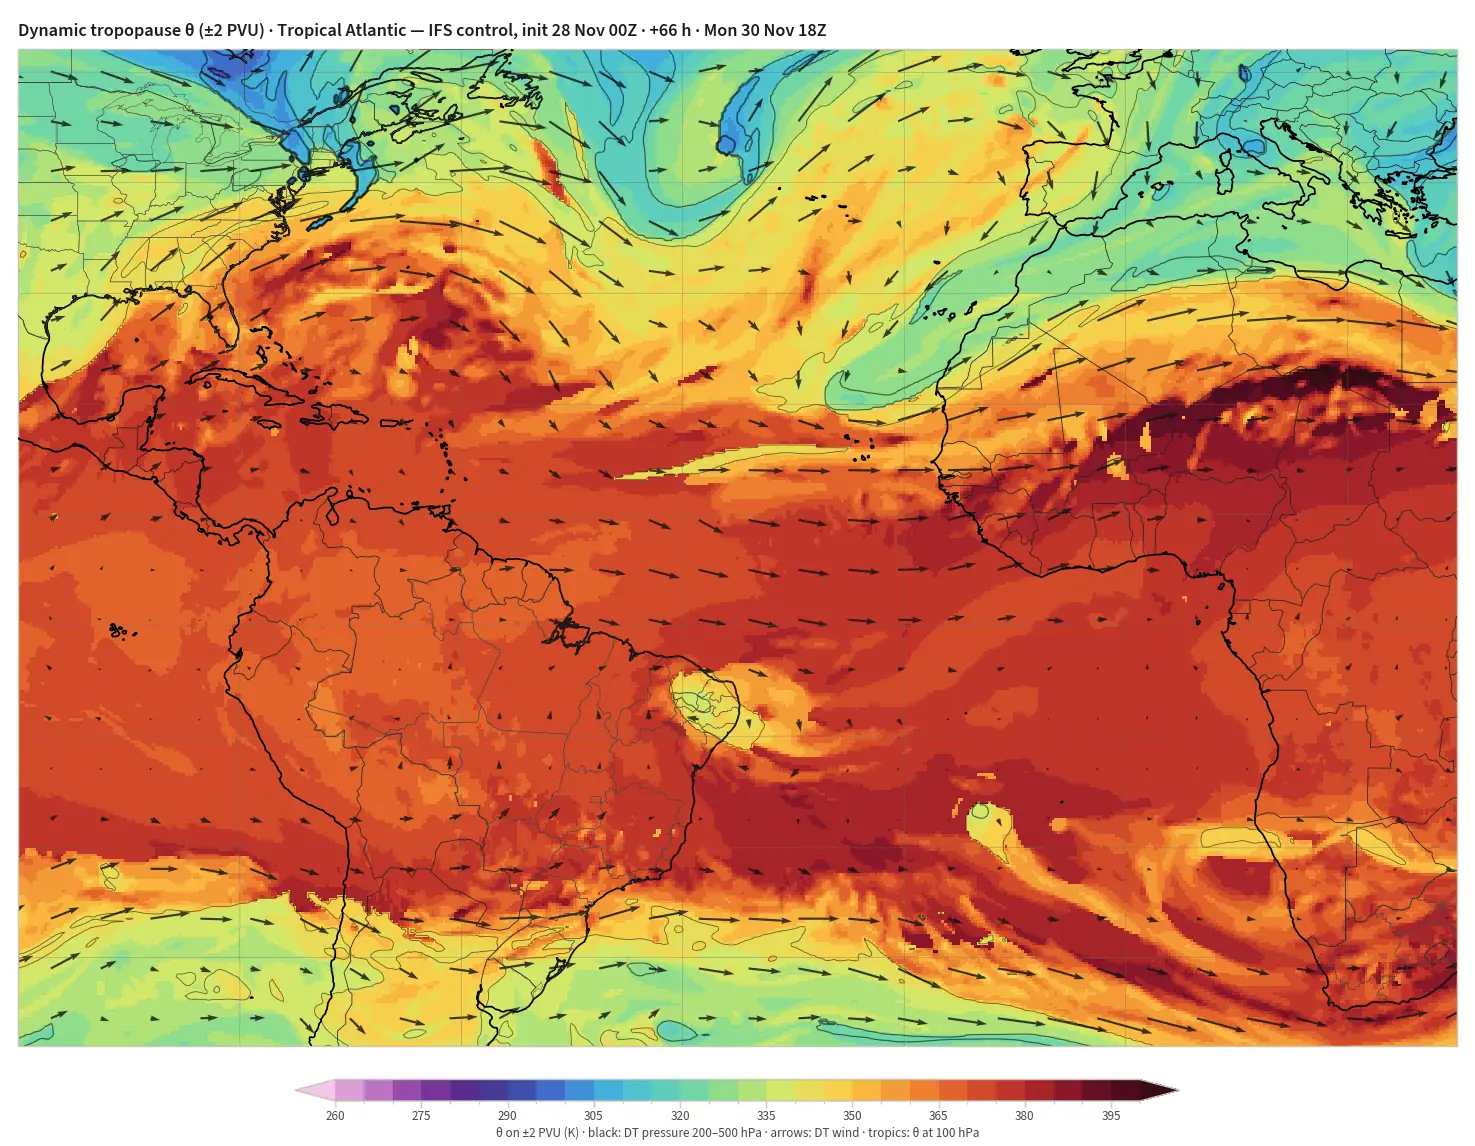 Dynamic tropopause θ (±2 PVU) · Tropical Atlantic — IFS control, init 28 Nov 00Z · +66 h · Mon 30 Nov 18Z
260 275 290 305 320 335 350 365 380 395
θ on ±2 PVU (K) · black: DT pressure 200–500 hPa · arrows: DT wind · tropics: θ at 100 hPa